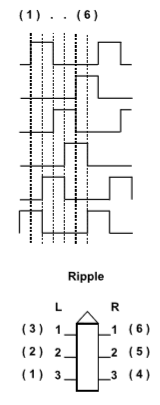 (1) . . (6)
Ripple
L R
(3) 1 1 (6)
(2) 2 2 (5)
(1) 3 3 (4)